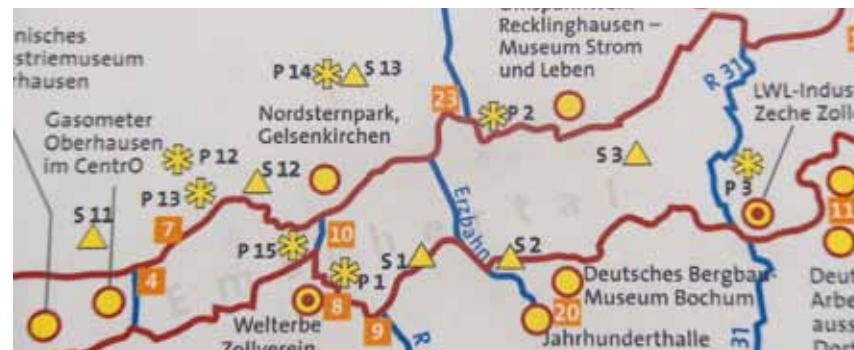 nisches
striemuseum
rhausen
Gasometer
Oberhausen
im CentrO
P 14
S 13
Nordsternpark,
Gelsenkirchen
23
Recklinghausen –
Museum Strom
und Leben
P 2
R 31
LWL-Indus
Zeche Zoll
P 12
P 13
S 12
S 11
7
4
P 15
10
P 1
8
9
Welterbe
Zollverein
R
S 1
Erzbahn
S 2
S 3
Emschertal
P 3
11
Deutsches Bergbau-
Museum Bochum
20
Jahrhunderthalle
31
Deut
Arbe
auss
Dort